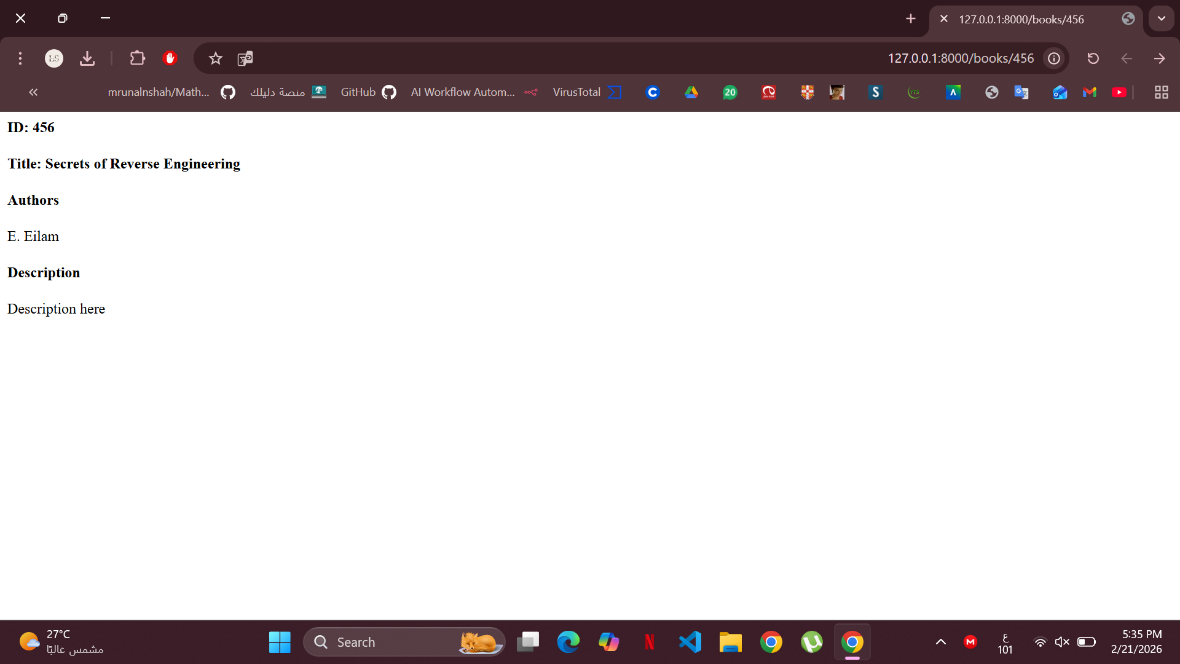 127.0.0.1:8000/books/456
127.0.0.1:8000/books/456
LS
mrunalnshah/Math...
منصة دليلك
GitHub
AI Workflow Autom...
VirusTotal
20
ID: 456
Title: Secrets of Reverse Engineering
Authors
E. Eilam
Description
Description here
27°C
مشمس غالبًا
Search
ع
101
5:35 PM
2/21/2026